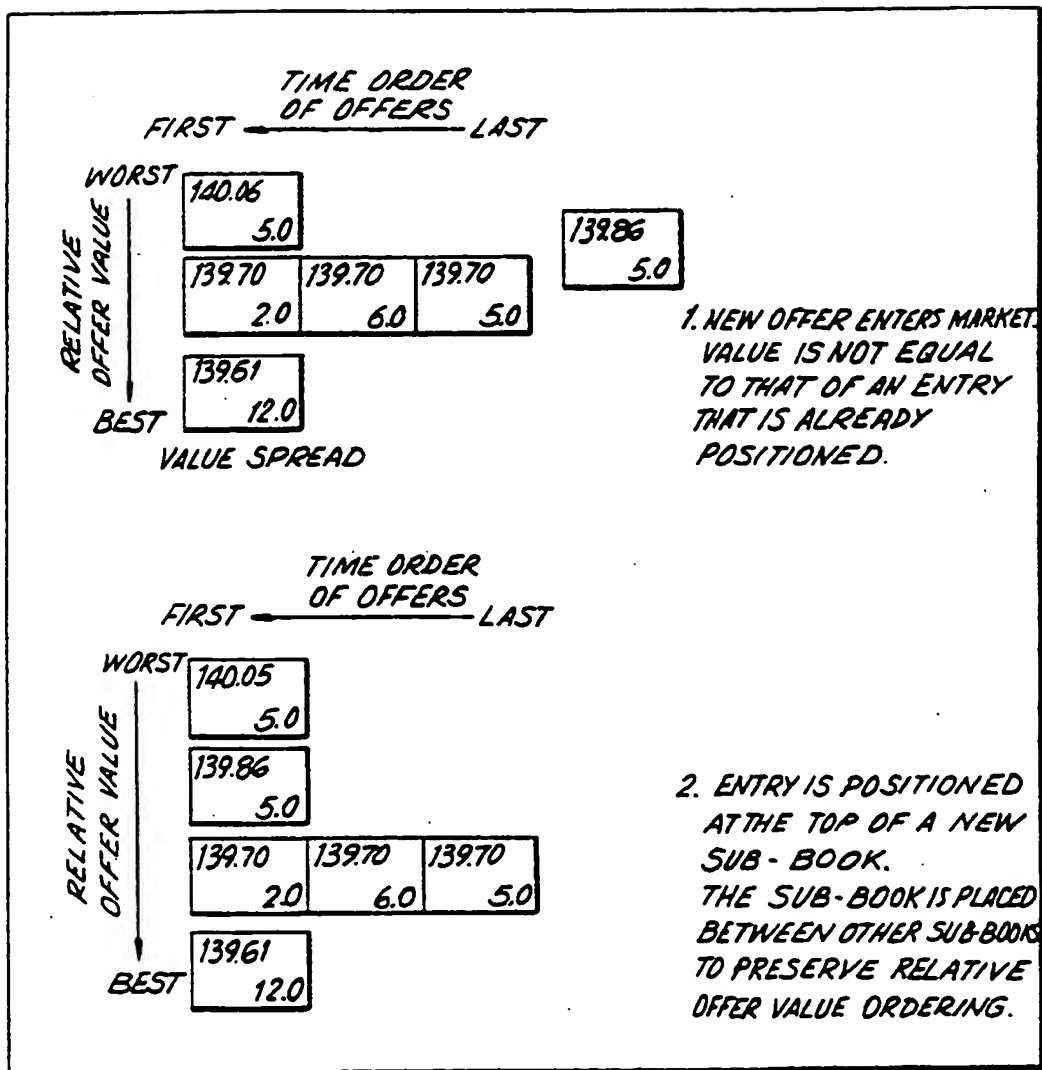 TIME ORDER
OF OFFERS
FIRST LAST
WORST
RELATIVE
OFFER VALUE
140.06
5.0
139.86
5.0
139.70 139.70 139.70
2.0 6.0 5.0
139.61
12.0
BEST
VALUE SPREAD
1. NEW OFFER ENTERS MARKET.
VALUE IS NOT EQUAL
TO THAT OF AN ENTRY
THAT IS ALREADY
POSITIONED.
TIME ORDER
OF OFFERS
FIRST LAST
WORST
RELATIVE
OFFER VALUE
140.05
5.0
139.86
5.0
139.70 139.70 139.70
2.0 6.0 5.0
139.61
12.0
BEST
2. ENTRY IS POSITIONED
AT THE TOP OF A NEW
SUB-BOOK.
THE SUB-BOOK IS PLACED
BETWEEN OTHER SUB-BOOKS
TO PRESERVE RELATIVE
OFFER VALUE ORDERING.